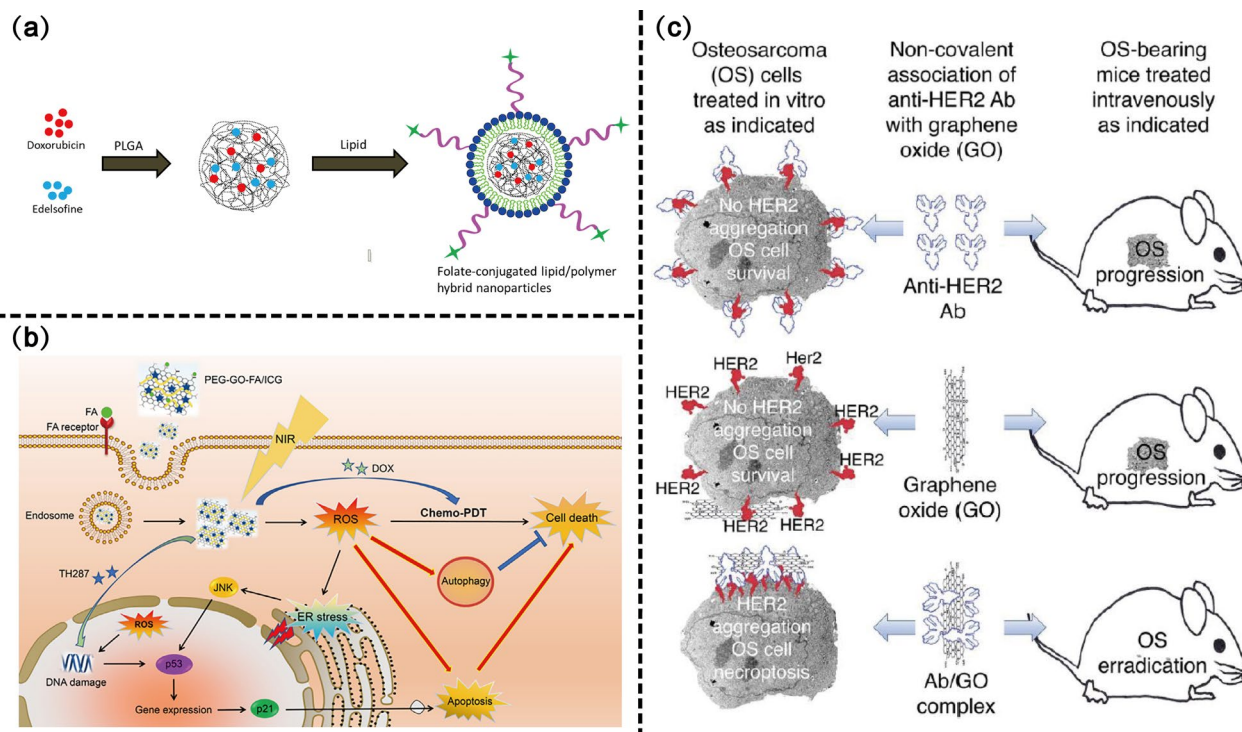 (a)
Doxorubicin
Edelsofine
PLGA
Lipid
Folate-conjugated lipid/polymer
hybrid nanoparticles
(b)
PEG-GO-FA/ICG
FA
FA receptor
NIR
DOX
Endosome
ROS
Chemo-PDT
Cell death
TH287
Autophagy
JNK
ER stress
ROS
p53
DNA damage
Gene expression
p21
Apoptosis
(c)
Osteosarcoma
(OS) cells
treated in vitro
as indicated
Non-covalent
association of
anti-HER2 Ab
with graphene
oxide (GO)
OS-bearing
mice treated
intravenously
as indicated
No HER2
aggregation
OS cell
survival
Anti-HER2
Ab
OS
progression
HER2
Her2
HER2
HER2
No HER2
aggregation
OS cell
survival
HER2
HER2
HER2
HER2
Graphene
oxide (GO)
OS
progression
HER2
aggregation
OS cell
necroptosis
Ab/GO
complex
OS
erradication